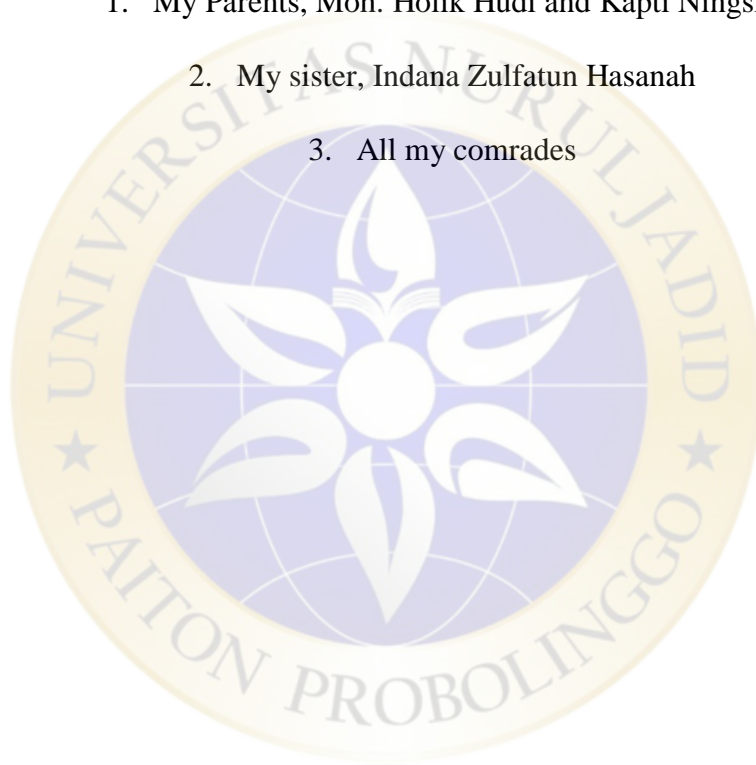 1. My Parents, Moh. Holik Hudi and Kapti
2. My sister, Indana Zulfatun Hasanah
3. All my comrades
UNIVERSITAS NURUL JADID
PAITON PROBOLINGGO